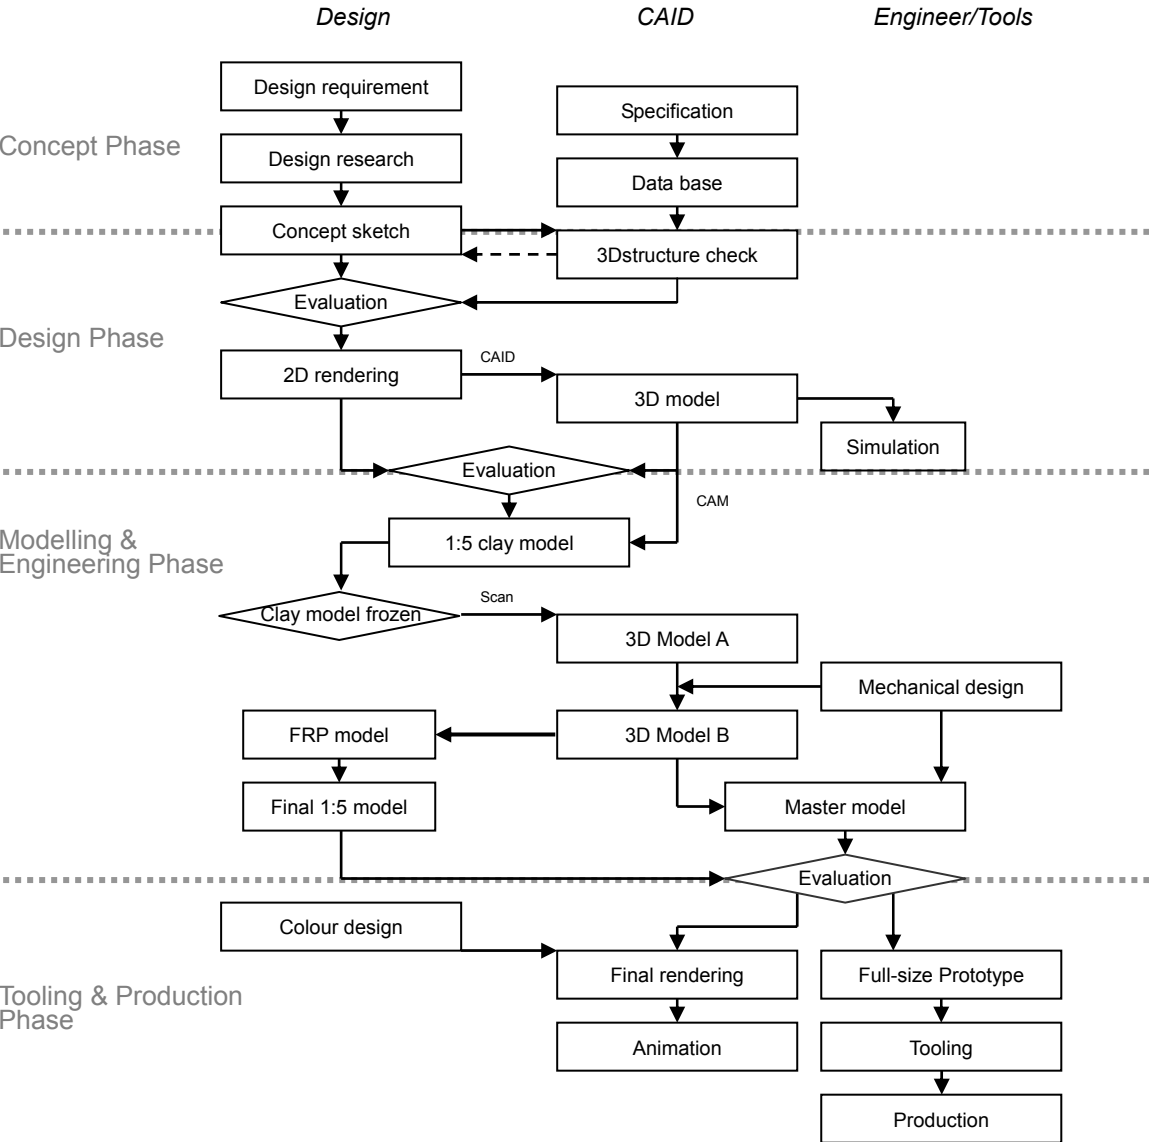 Design
CAID
Engineer/Tools
Design requirement
Specification
Concept Phase
Design research
Data base
Concept sketch
3Dstructure check
Evaluation
Design Phase
2D rendering
CAID
3D model
Simulation
Evaluation
CAM
Modelling &
Engineering Phase
1:5 clay model
Clay model frozen
Scan
3D Model A
Mechanical design
FRP model
3D Model B
Final 1:5 model
Master model
Evaluation
Colour design
Final rendering
Full-size Prototype
Tooling & Production
Phase
Animation
Tooling
Production